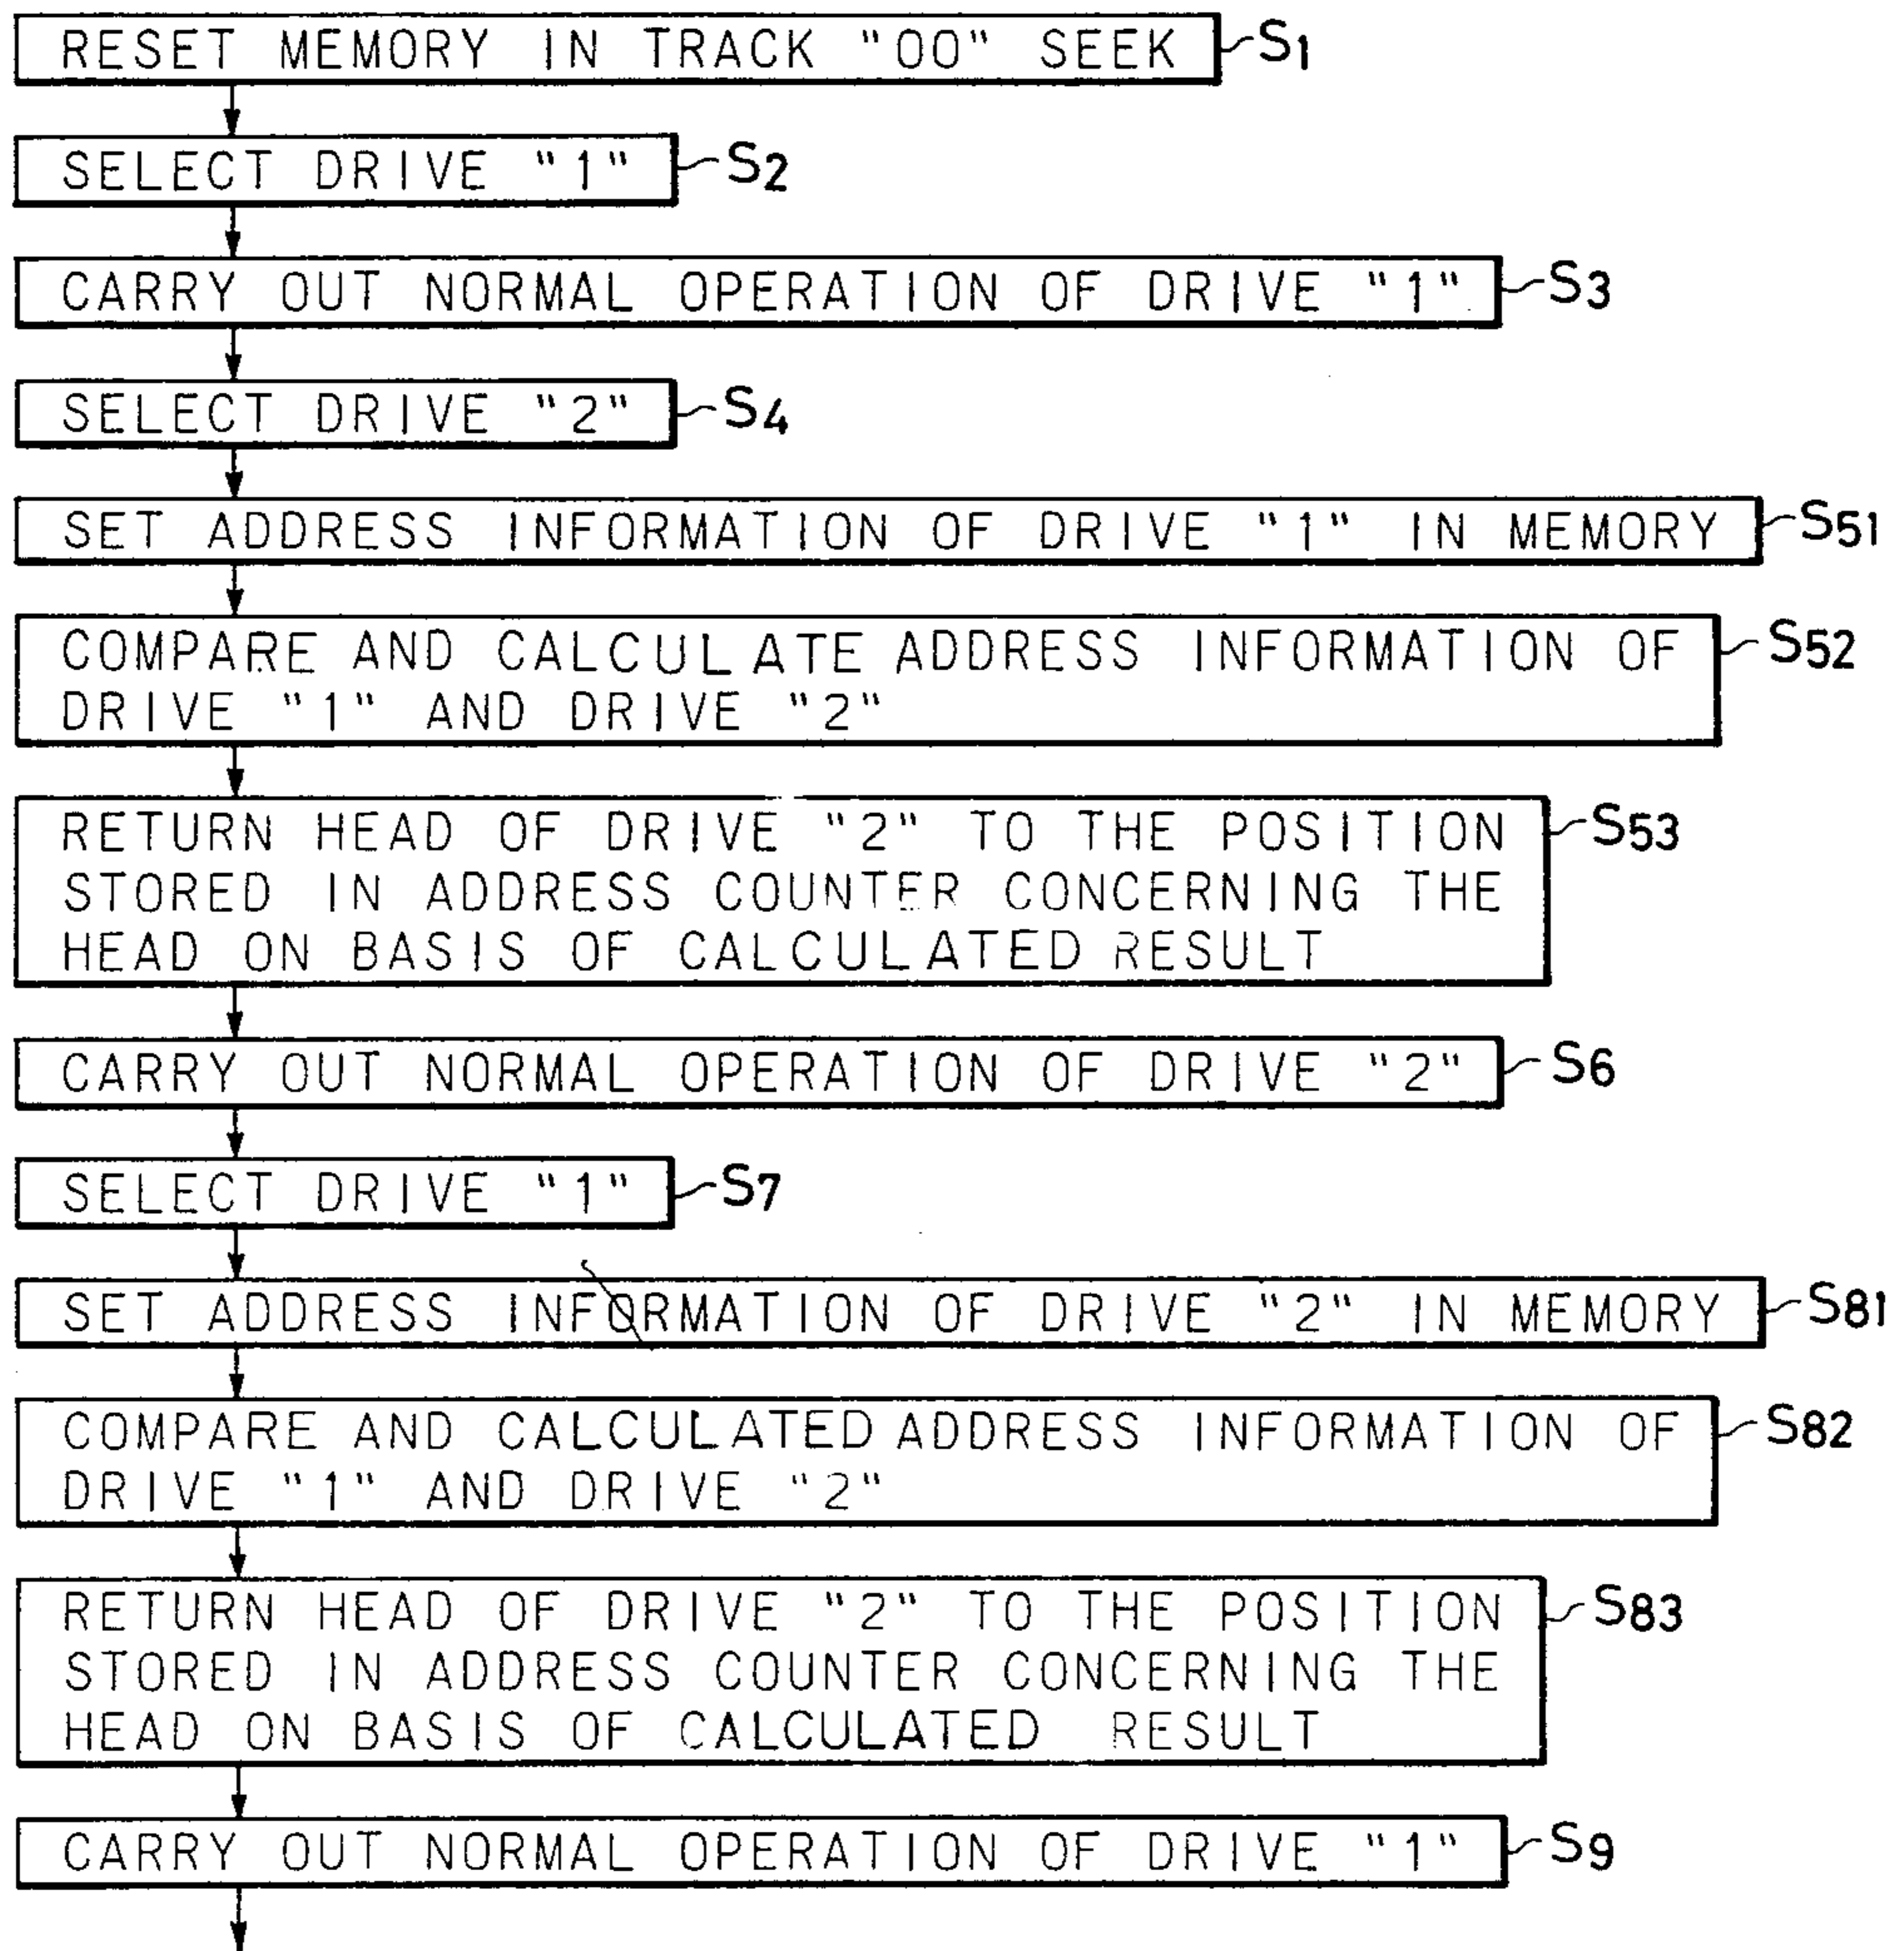 RESET MEMORY IN TRACK "00" SEEK S1
SELECT DRIVE "1" S2
CARRY OUT NORMAL OPERATION OF DRIVE "1" S3
SELECT DRIVE "2" S4
SET ADDRESS INFORMATION OF DRIVE "1" IN MEMORY S51
COMPARE AND CALCULATE ADDRESS INFORMATION OF S52
DRIVE "1" AND DRIVE "2"
RETURN HEAD OF DRIVE "2" TO THE POSITION S53
STORED IN ADDRESS COUNTER CONCERNING THE
HEAD ON BASIS OF CALCULATED RESULT
CARRY OUT NORMAL OPERATION OF DRIVE "2" S6
SELECT DRIVE "1" S7
SET ADDRESS INFORMATION OF DRIVE "2" IN MEMORY S81
COMPARE AND CALCULATED ADDRESS INFORMATION OF S82
DRIVE "1" AND DRIVE "2"
RETURN HEAD OF DRIVE "2" TO THE POSITION S83
STORED IN ADDRESS COUNTER CONCERNING THE
HEAD ON BASIS OF CALCULATED RESULT
CARRY OUT NORMAL OPERATION OF DRIVE "1" S9